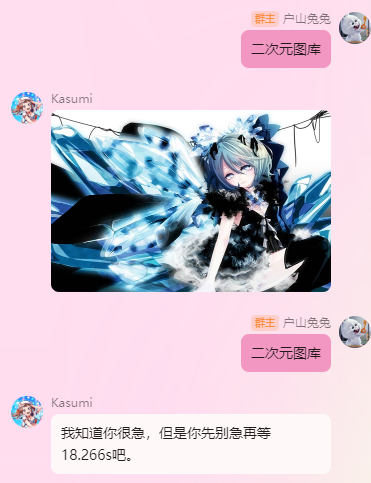 群主 户山兔兔
二次元图库
Kasumi
群主 户山兔兔
二次元图库
Kasumi
我知道你很急，但是你先别急再等
18.266s吧。